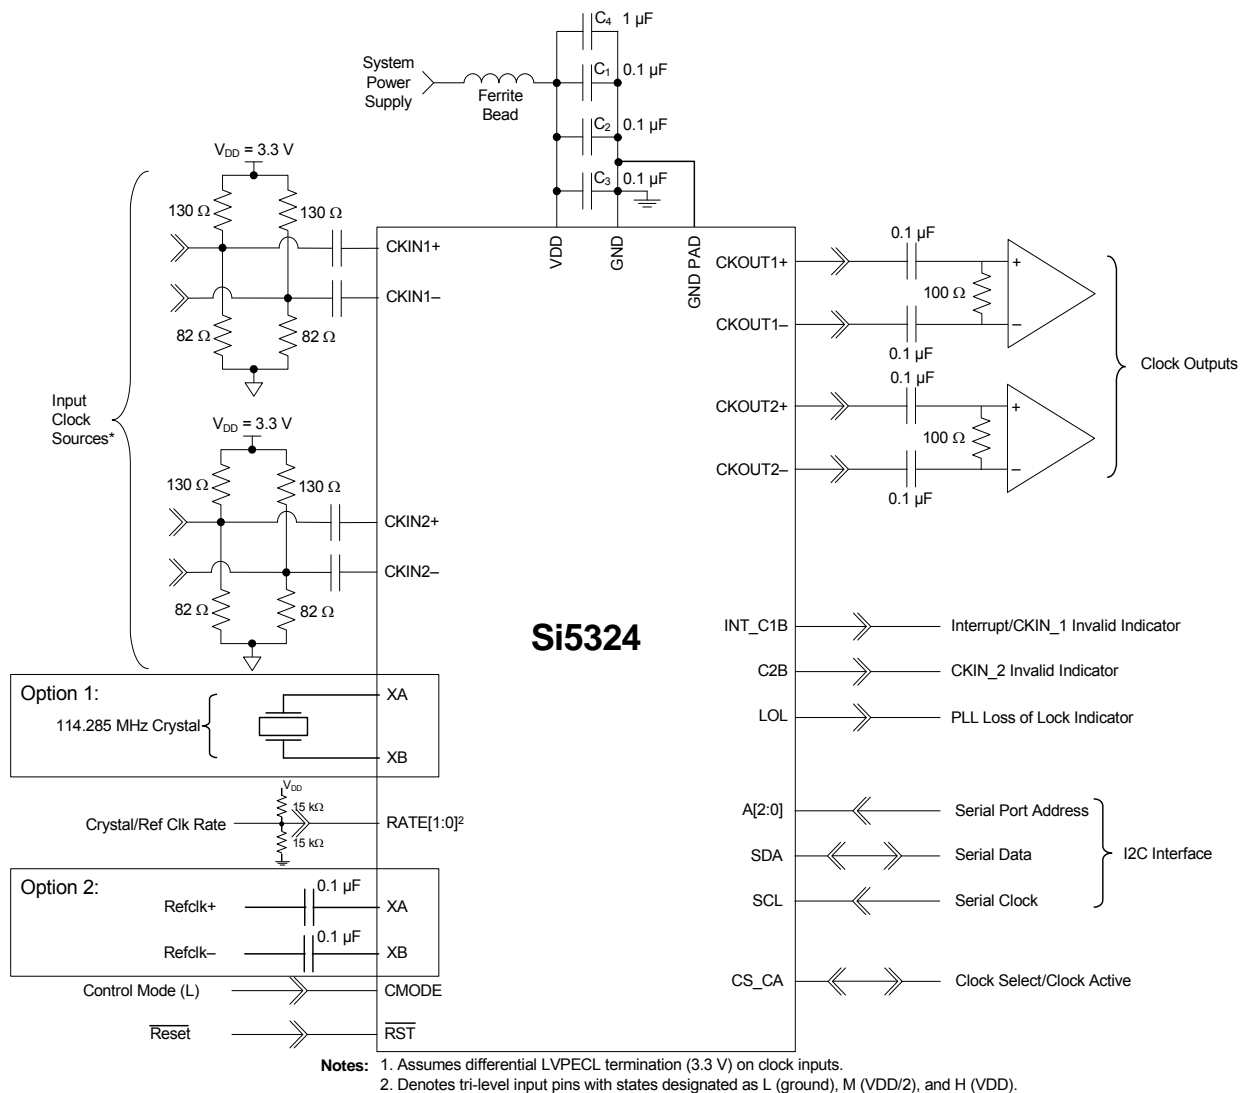 C4 1 µF
System
Power
Supply
Ferrite
Bead
C1 0.1 µF
C2 0.1 µF
C3 0.1 µF
VDD = 3.3 V
130 Ω
130 Ω
82 Ω
82 Ω
CKIN1+
CKIN1–
VDD
GND
GND PAD
Input
Clock
Sources*
VDD = 3.3 V
130 Ω
130 Ω
82 Ω
82 Ω
CKIN2+
CKIN2–
CKOUT1+
CKOUT1–
0.1 µF
100 Ω
0.1 µF
+
–
CKOUT2+
CKOUT2–
0.1 µF
100 Ω
0.1 µF
+
–
Clock Outputs
Si5324
Option 1:
114.285 MHz Crystal
XA
XB
VDD
15 kΩ
15 kΩ
Crystal/Ref Clk Rate
RATE[1:0]2
Option 2:
Refclk+
0.1 µF
XA
Refclk–
0.1 µF
XB
Control Mode (L)
CMODE
Reset
RST
INT_C1B
Interrupt/CKIN_1 Invalid Indicator
C2B
CKIN_2 Invalid Indicator
LOL
PLL Loss of Lock Indicator
A[2:0]
Serial Port Address
SDA
Serial Data
SCL
Serial Clock
I2C Interface
CS_CA
Clock Select/Clock Active
Notes: 1. Assumes differential LVPECL termination (3.3 V) on clock inputs.
2. Denotes tri-level input pins with states designated as L (ground), M (VDD/2), and H (VDD).